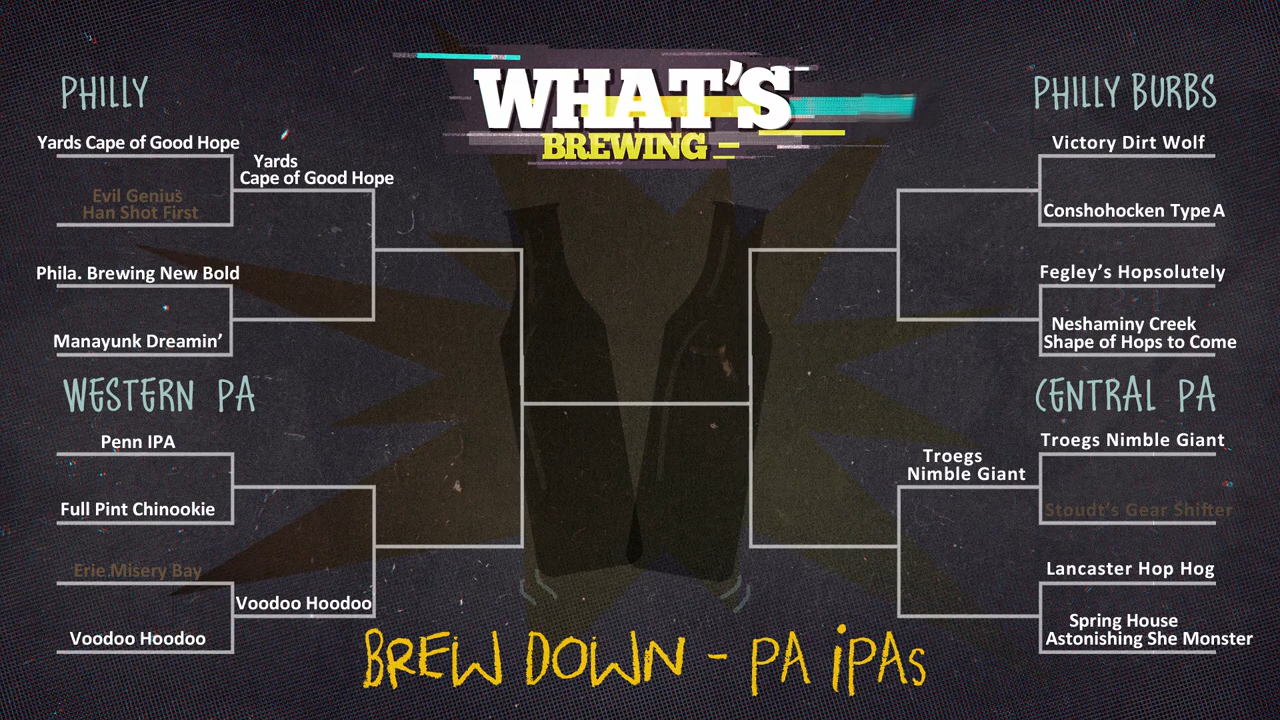 WHAT'S
BREWING
PHILLY
Yards Cape of Good Hope
Evil Genius
Han Shot First
Yards
Cape of Good Hope
Phila. Brewing New Bold
Manayunk Dreamin'
WESTERN PA
Penn IPA
Full Pint Chinookie
Erie Misery Bay
Voodoo Hoodoo
Voodoo Hoodoo
PHILLY BURBS
Victory Dirt Wolf
Conshohocken Type A
Fegley's Hopsolutely
Neshaminy Creek
Shape of Hops to Come
CENTRAL PA
Troegs Nimble Giant
Troegs
Nimble Giant
Stoudt's Gear Shifter
Lancaster Hop Hog
Spring House
Astonishing She Monster
BREW DOWN - PA iPAs